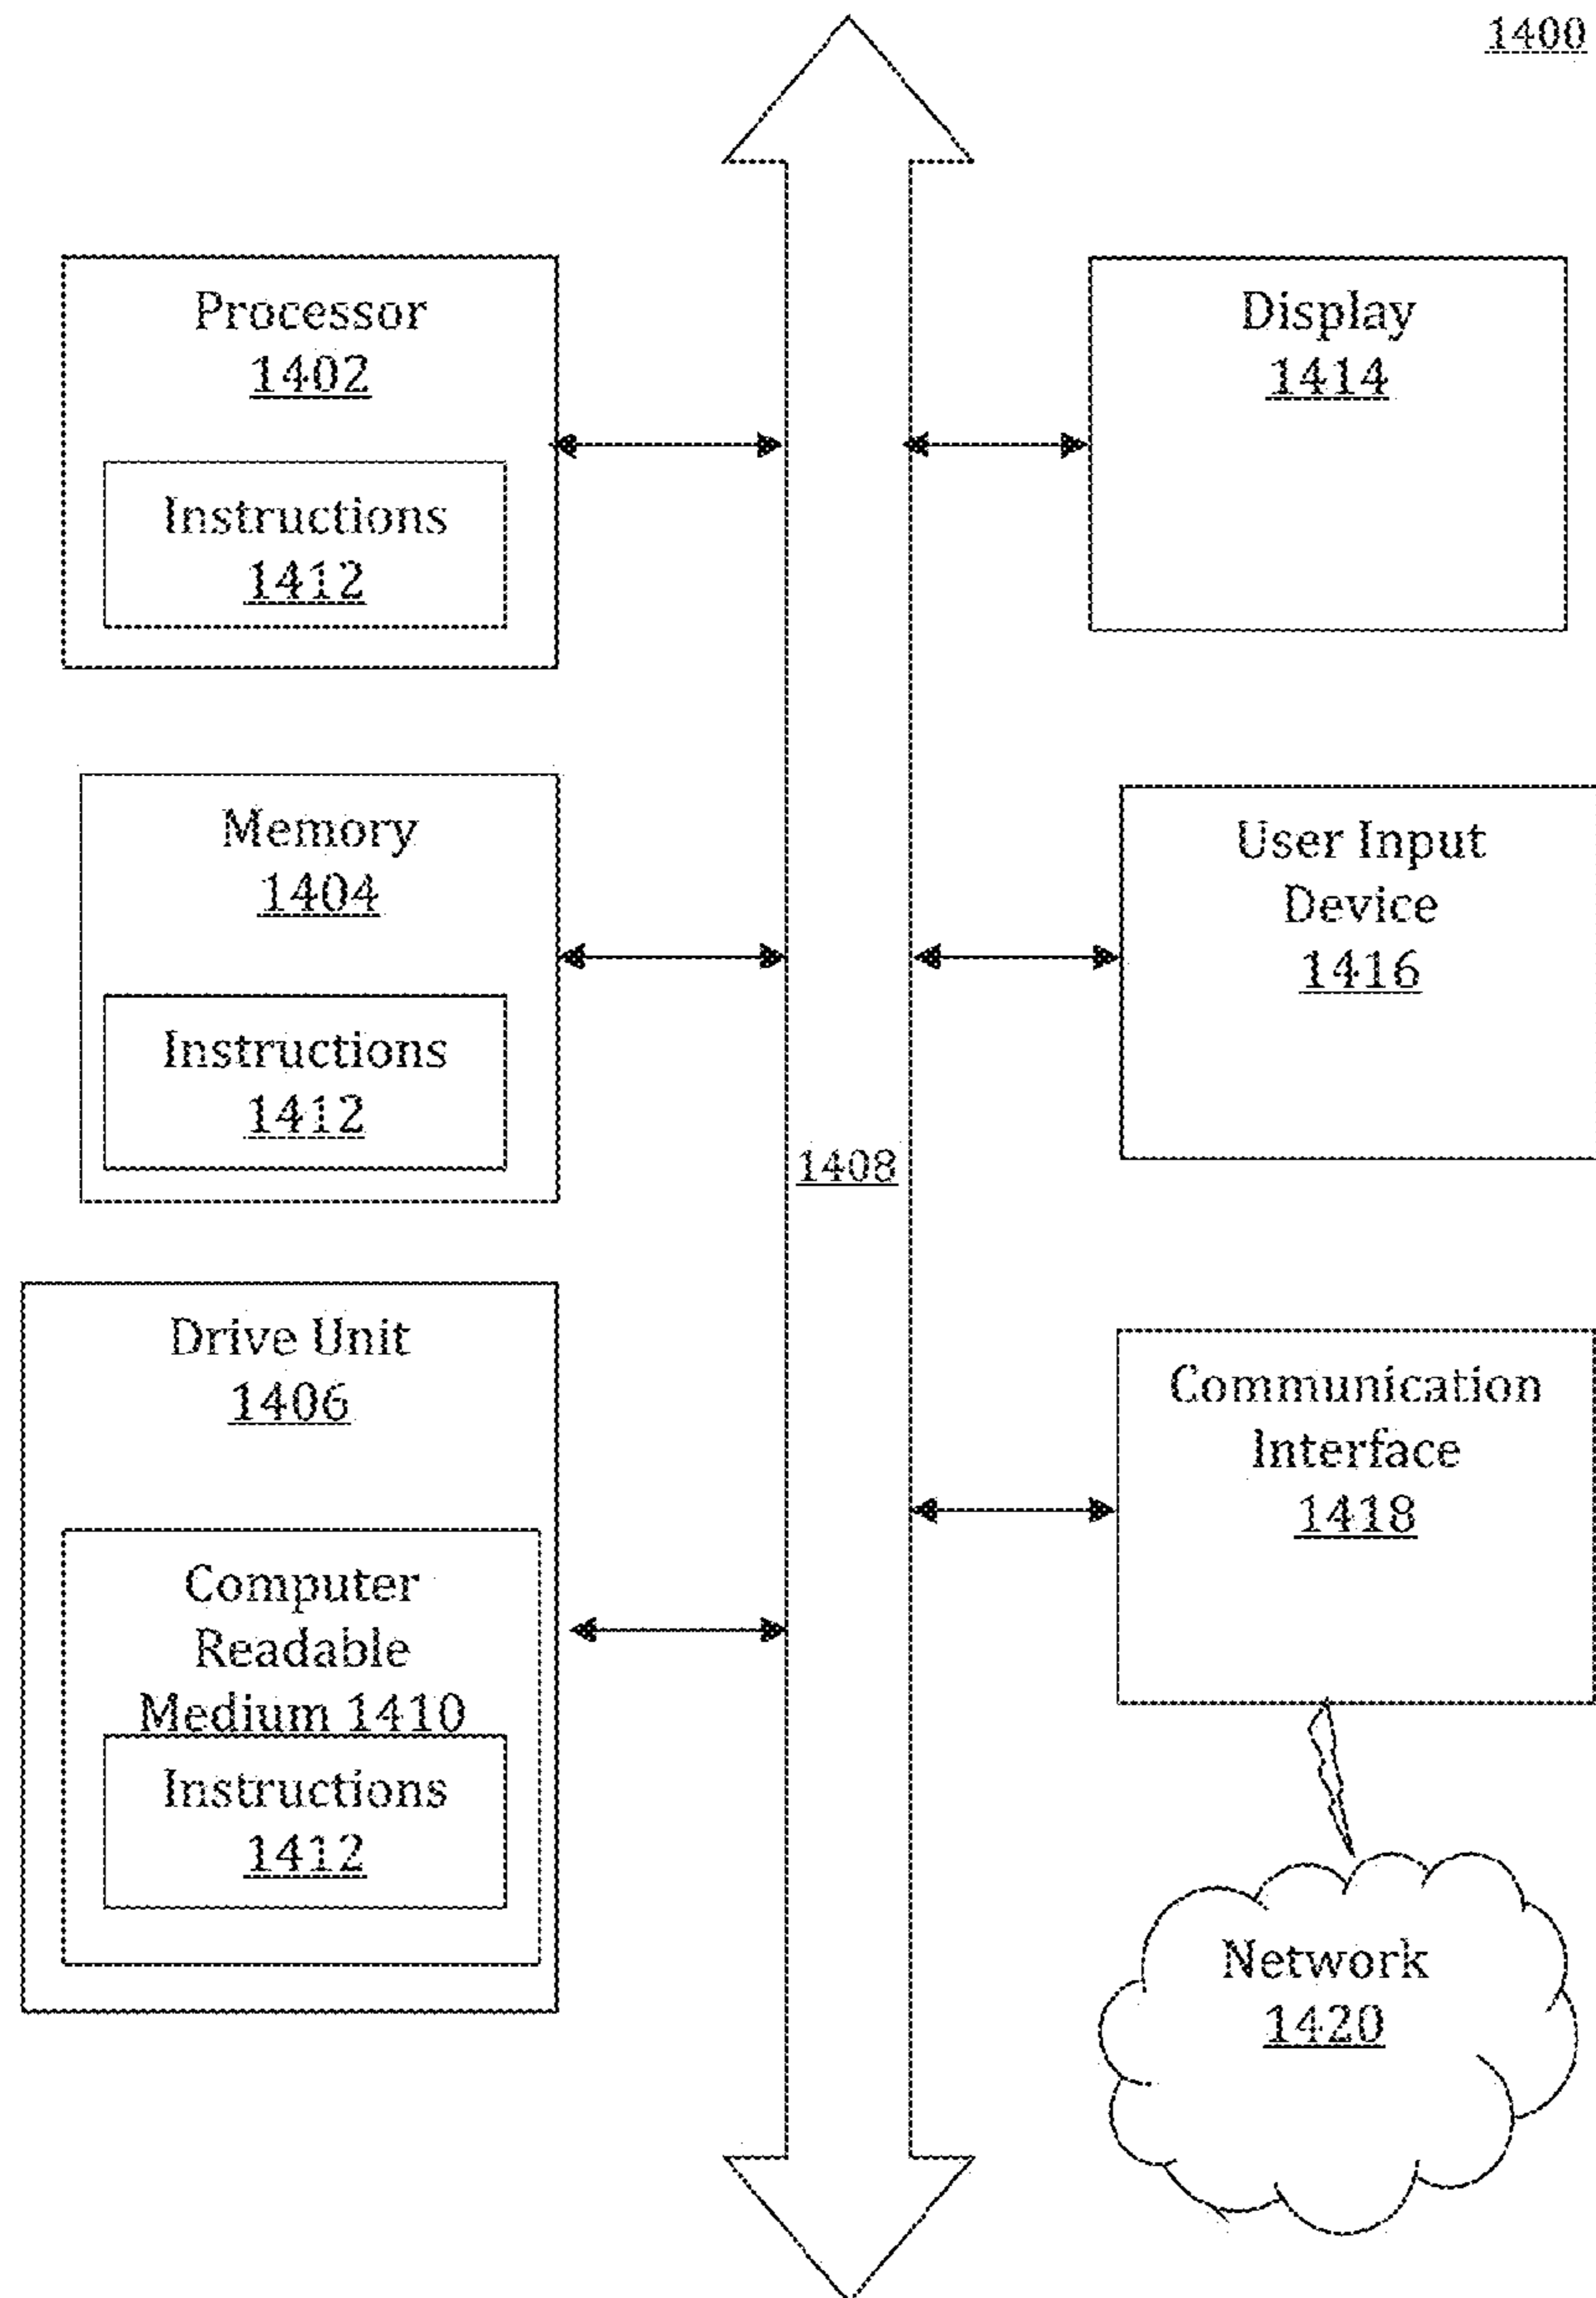 1400
Processor
1402
Instructions
1412
Display
1414
Memory
1404
Instructions
1412
User Input
Device
1416
1408
Drive Unit
1406
Computer
Readable
Medium 1410
Instructions
1412
Communication
Interface
1418
Network
1420